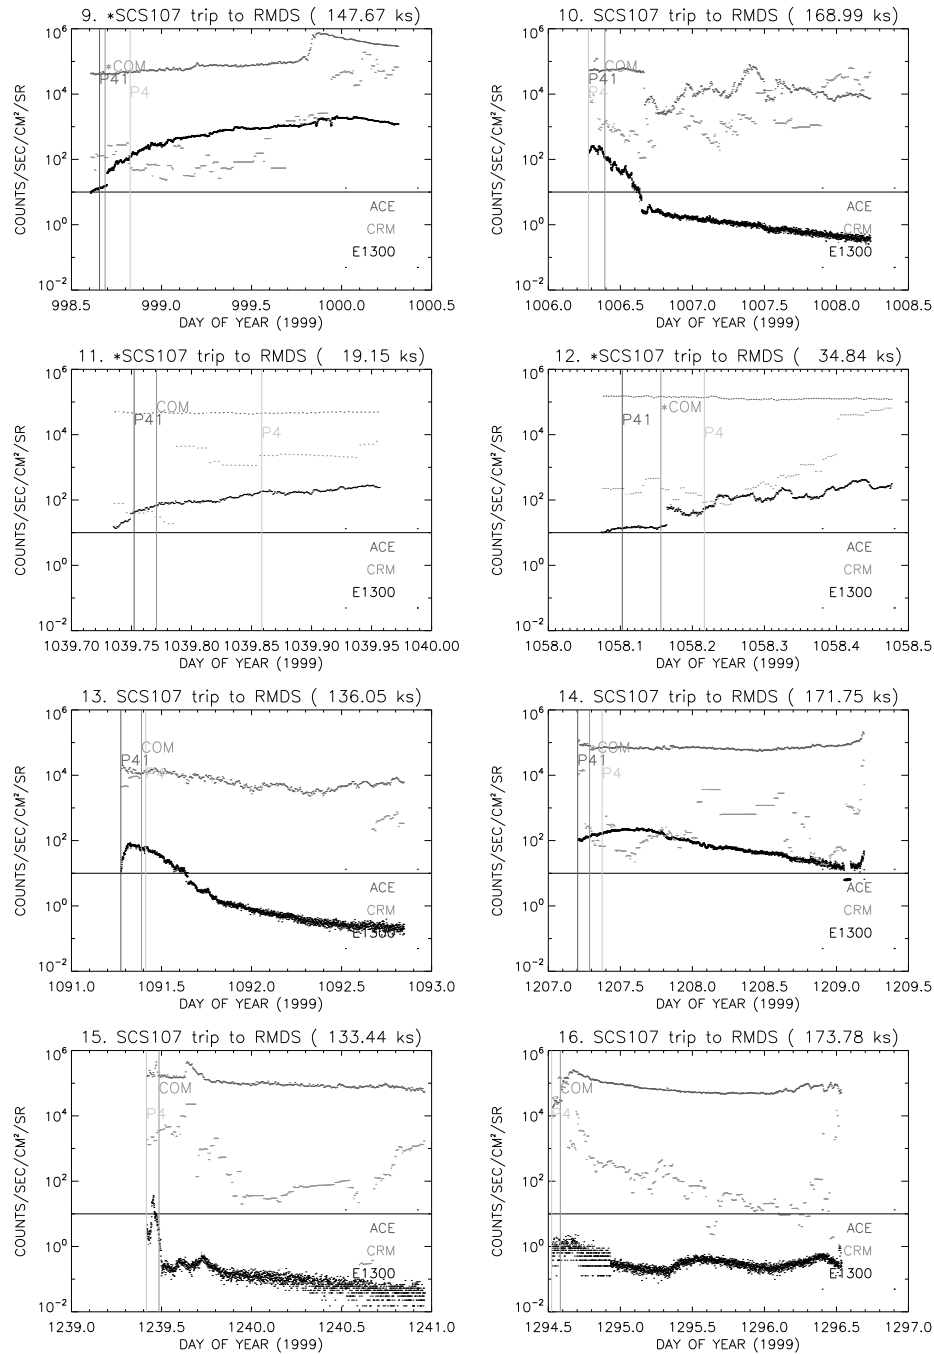 9. *SCS107 trip to RMDS ( 147.67 ks)
10⁶
10⁴
10²
10⁰
10⁻²
COUNTS/SEC/CM²/SR
*COM
P41
P4
ACE
CRM
E1300
998.5 999.0 999.5 1000.0 1000.5
DAY OF YEAR (1999)
10. SCS107 trip to RMDS ( 168.99 ks)
10⁶
10⁴
10²
10⁰
10⁻²
COUNTS/SEC/CM²/SR
COM
P41
P4
ACE
CRM
E1300
1006.0 1006.5 1007.0 1007.5 1008.0 1008.5
DAY OF YEAR (1999)
11. *SCS107 trip to RMDS ( 19.15 ks)
10⁶
10⁴
10²
10⁰
10⁻²
COUNTS/SEC/CM²/SR
COM
P41
P4
ACE
CRM
E1300
1039.70 1039.75 1039.80 1039.85 1039.90 1039.95 1040.00
DAY OF YEAR (1999)
12. *SCS107 trip to RMDS ( 34.84 ks)
10⁶
10⁴
10²
10⁰
10⁻²
COUNTS/SEC/CM²/SR
*COM
P41
P4
ACE
CRM
E1300
1058.0 1058.1 1058.2 1058.3 1058.4 1058.5
DAY OF YEAR (1999)
13. SCS107 trip to RMDS ( 136.05 ks)
10⁶
10⁴
10²
10⁰
10⁻²
COUNTS/SEC/CM²/SR
COM
P41
P4
ACE
CRM
E1300
1091.0 1091.5 1092.0 1092.5 1093.0
DAY OF YEAR (1999)
14. SCS107 trip to RMDS ( 171.75 ks)
10⁶
10⁴
10²
10⁰
10⁻²
COUNTS/SEC/CM²/SR
COM
P41
P4
ACE
CRM
E1300
1207.0 1207.5 1208.0 1208.5 1209.0 1209.5
DAY OF YEAR (1999)
15. SCS107 trip to RMDS ( 133.44 ks)
10⁶
10⁴
10²
10⁰
10⁻²
COUNTS/SEC/CM²/SR
COM
P4
ACE
CRM
E1300
1239.0 1239.5 1240.0 1240.5 1241.0
DAY OF YEAR (1999)
16. SCS107 trip to RMDS ( 173.78 ks)
10⁶
10⁴
10²
10⁰
10⁻²
COUNTS/SEC/CM²/SR
COM
P4
ACE
CRM
E1300
1294.5 1295.0 1295.5 1296.0 1296.5 1297.0
DAY OF YEAR (1999)